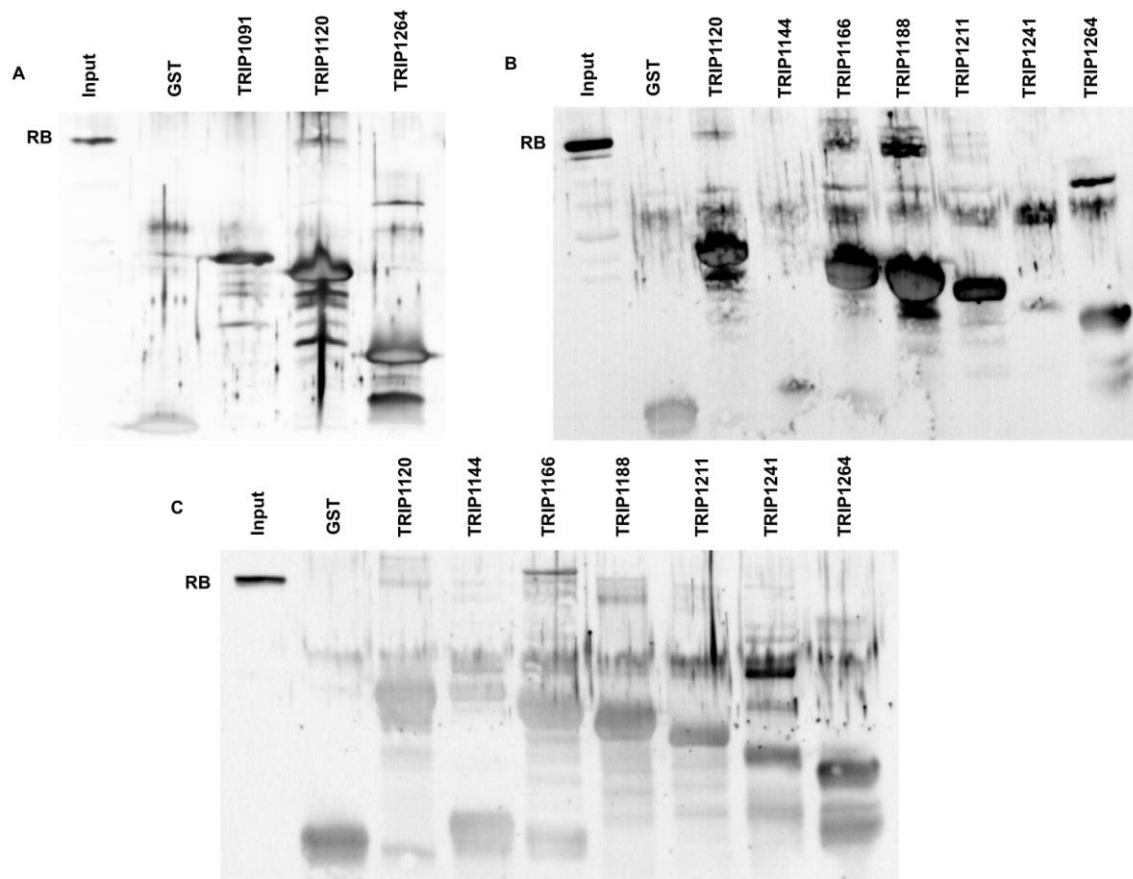 A
Input
GST
TRIP1091
TRIP1120
TRIP1264
RB
B
Input
GST
TRIP1120
TRIP1144
TRIP1166
TRIP1188
TRIP1211
TRIP1241
TRIP1264
RB
C
Input
GST
TRIP1120
TRIP1144
TRIP1166
TRIP1188
TRIP1211
TRIP1241
TRIP1264
RB